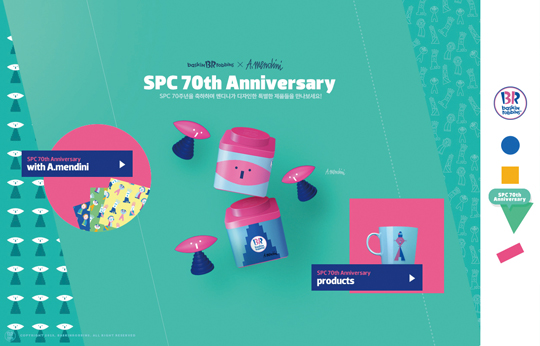 baskin BR robbins × A.mendini
SPC 70th Anniversary
SPC 70주년을 축하하며 멘디니가 디자인한 특별한 제품들을 만나보세요!
SPC 70th Anniversary
with A.mendini
A.mendini
BR
SPC 70th Anniversary
products
BR
baskin robbins
SPC 70th
Anniversary